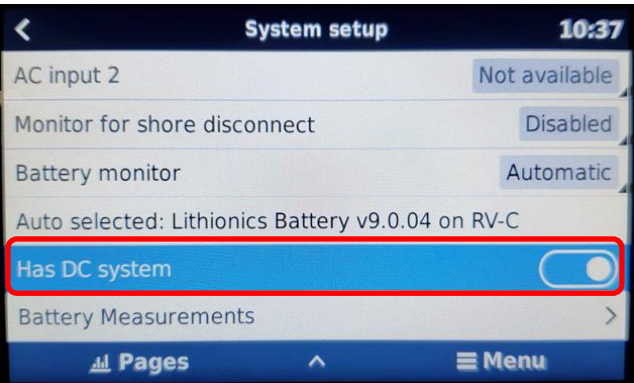 System setup 10:37
AC input 2 Not available
Monitor for shore disconnect Disabled
Battery monitor Automatic
Auto selected: Lithionics Battery v9.0.04 on RV-C
Has DC system
Battery Measurements
Pages Menu